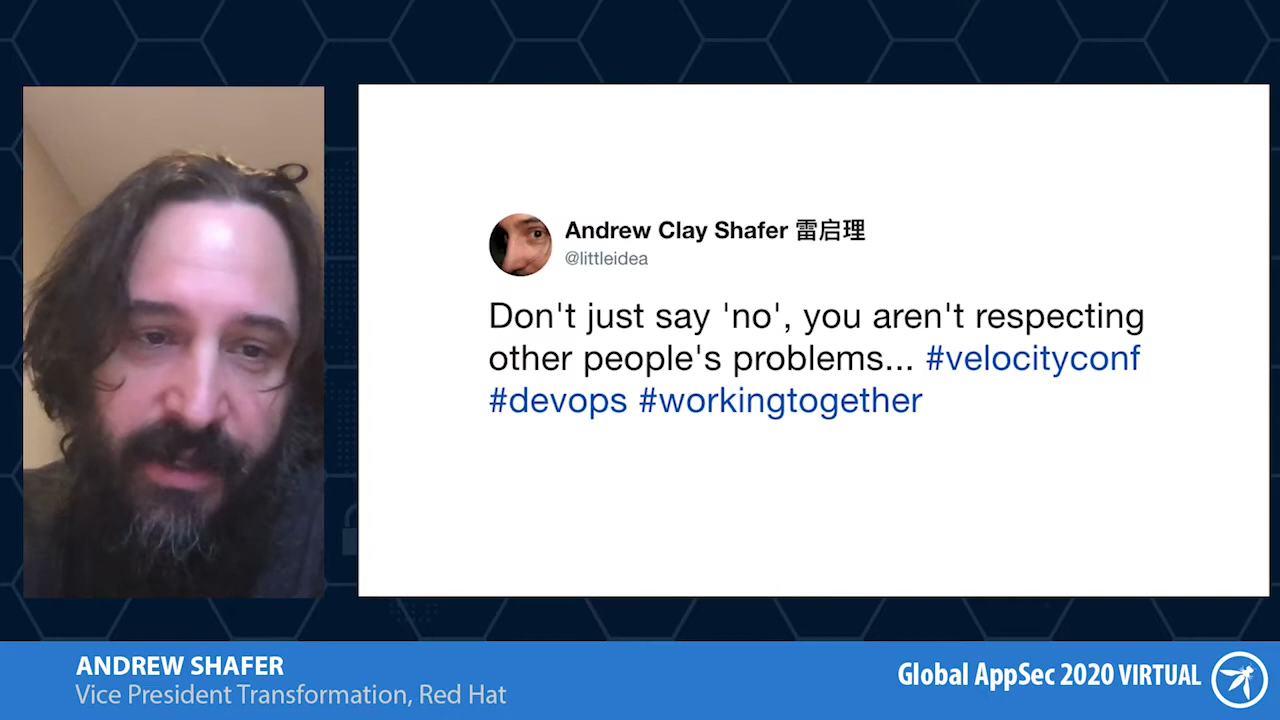 Andrew Clay Shafer 雷启理
@littleidea
Don't just say 'no', you aren't respecting
other people's problems... #velocityconf
#devops #workingtogether
ANDREW SHAFER
Vice President Transformation, Red Hat
Global AppSec 2020 VIRTUAL